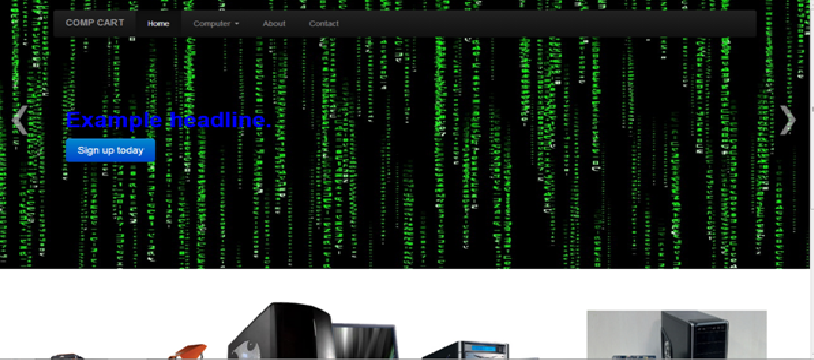 COMP CART Home Computer About Contact
Example headline.
Sign up today